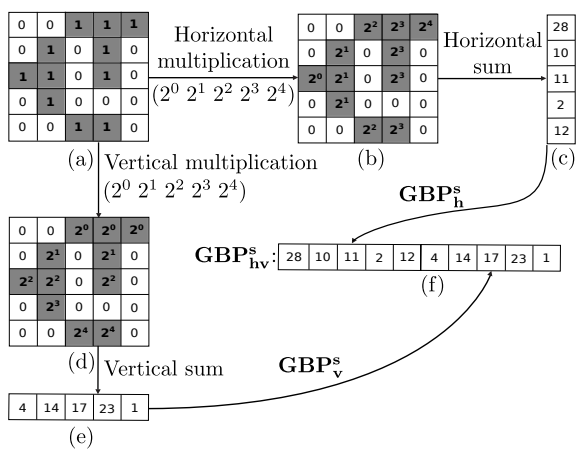 0 0 1 1 1
0 1 0 1 0
1 1 0 1 0
0 1 0 0 0
0 0 1 1 0
(a)
Horizontal
multiplication
(2⁰ 2¹ 2² 2³ 2⁴)
0 0 2² 2³ 2⁴
0 2¹ 0 2³ 0
2⁰ 2¹ 0 2³ 0
0 2¹ 0 0 0
0 0 2² 2³ 0
(b)
Horizontal
sum
28
10
11
2
12
(c)
Vertical multiplication
(2⁰ 2¹ 2² 2³ 2⁴)
GBPₕˢ
0 0 2⁰ 2⁰ 2⁰
0 2¹ 0 2¹ 0
2² 2² 0 2² 0
0 2³ 0 0 0
0 0 2⁴ 2⁴ 0
(d)
GBPₕᵥˢ:
28 10 11 2 12 4 14 17 23 1
(f)
Vertical sum
GBPᵥˢ
4 14 17 23 1
(e)